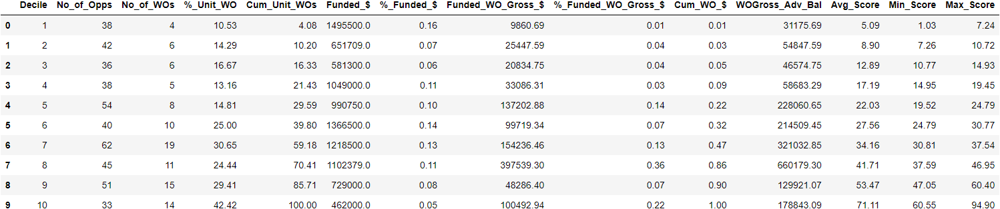 Decile No_of_Opps No_of_WOs %_Unit_WO Cum_Unit_WOs Funded_$ %_Funded_$ Funded_WO_Gross_$ %_Funded_WO_Gross_$ Cum_WO_$ WOGross_Adv_Bal Avg_Score Min_Score Max_Score
0 1 38 4 10.53 4.08 1495500.0 0.16 9860.69 0.01 0.01 31175.69 5.09 1.03 7.24
1 2 42 6 14.29 10.20 651709.0 0.07 25447.59 0.04 0.03 54847.59 8.90 7.26 10.72
2 3 36 6 16.67 16.33 581300.0 0.06 20834.75 0.04 0.05 46574.75 12.89 10.77 14.93
3 4 38 5 13.16 21.43 1049000.0 0.11 33086.31 0.03 0.09 58683.29 17.19 14.95 19.45
4 5 54 8 14.81 29.59 990750.0 0.10 137202.88 0.14 0.22 228060.65 22.03 19.52 24.79
5 6 40 10 25.00 39.80 1366500.0 0.14 99719.34 0.07 0.32 214509.45 27.56 24.79 30.77
6 7 62 19 30.65 59.18 1218500.0 0.13 154236.46 0.13 0.47 321032.85 34.16 30.81 37.54
7 8 45 11 24.44 70.41 1102379.0 0.11 397539.30 0.36 0.86 660179.30 41.71 37.59 46.95
8 9 51 15 29.41 85.71 729000.0 0.08 48286.40 0.07 0.90 129921.07 53.47 47.05 60.40
9 10 33 14 42.42 100.00 462000.0 0.05 100492.94 0.22 1.00 178843.09 71.11 60.55 94.90